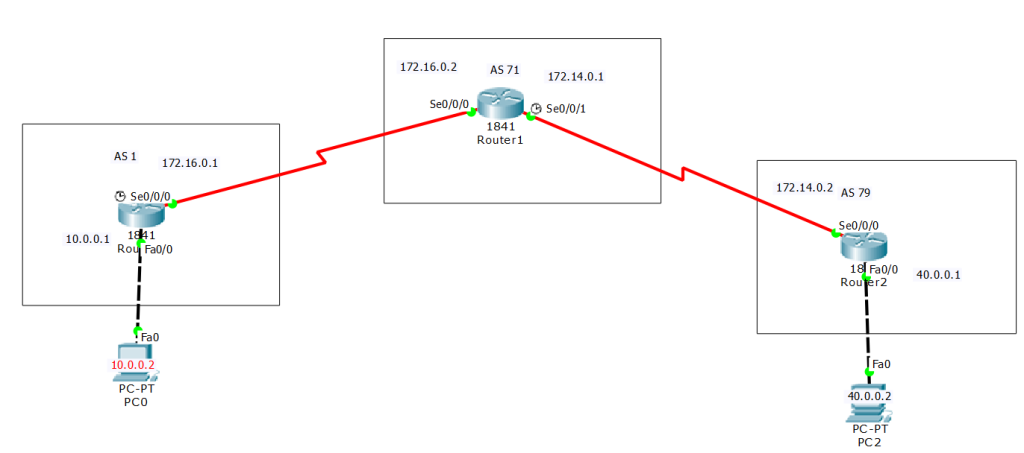 172.16.0.2
AS 71
172.14.0.1
Se0/0/0
Se0/0/1
1841
Router1
AS 1
172.16.0.1
Se0/0/0
10.0.0.1
1841
Rou Fa0/0
Fa0
10.0.0.2
PC-PT
PC0
172.14.0.2
AS 79
Se0/0/0
18 Fa0/0
Router2
40.0.0.1
Fa0
40.0.0.2
PC-PT
PC2